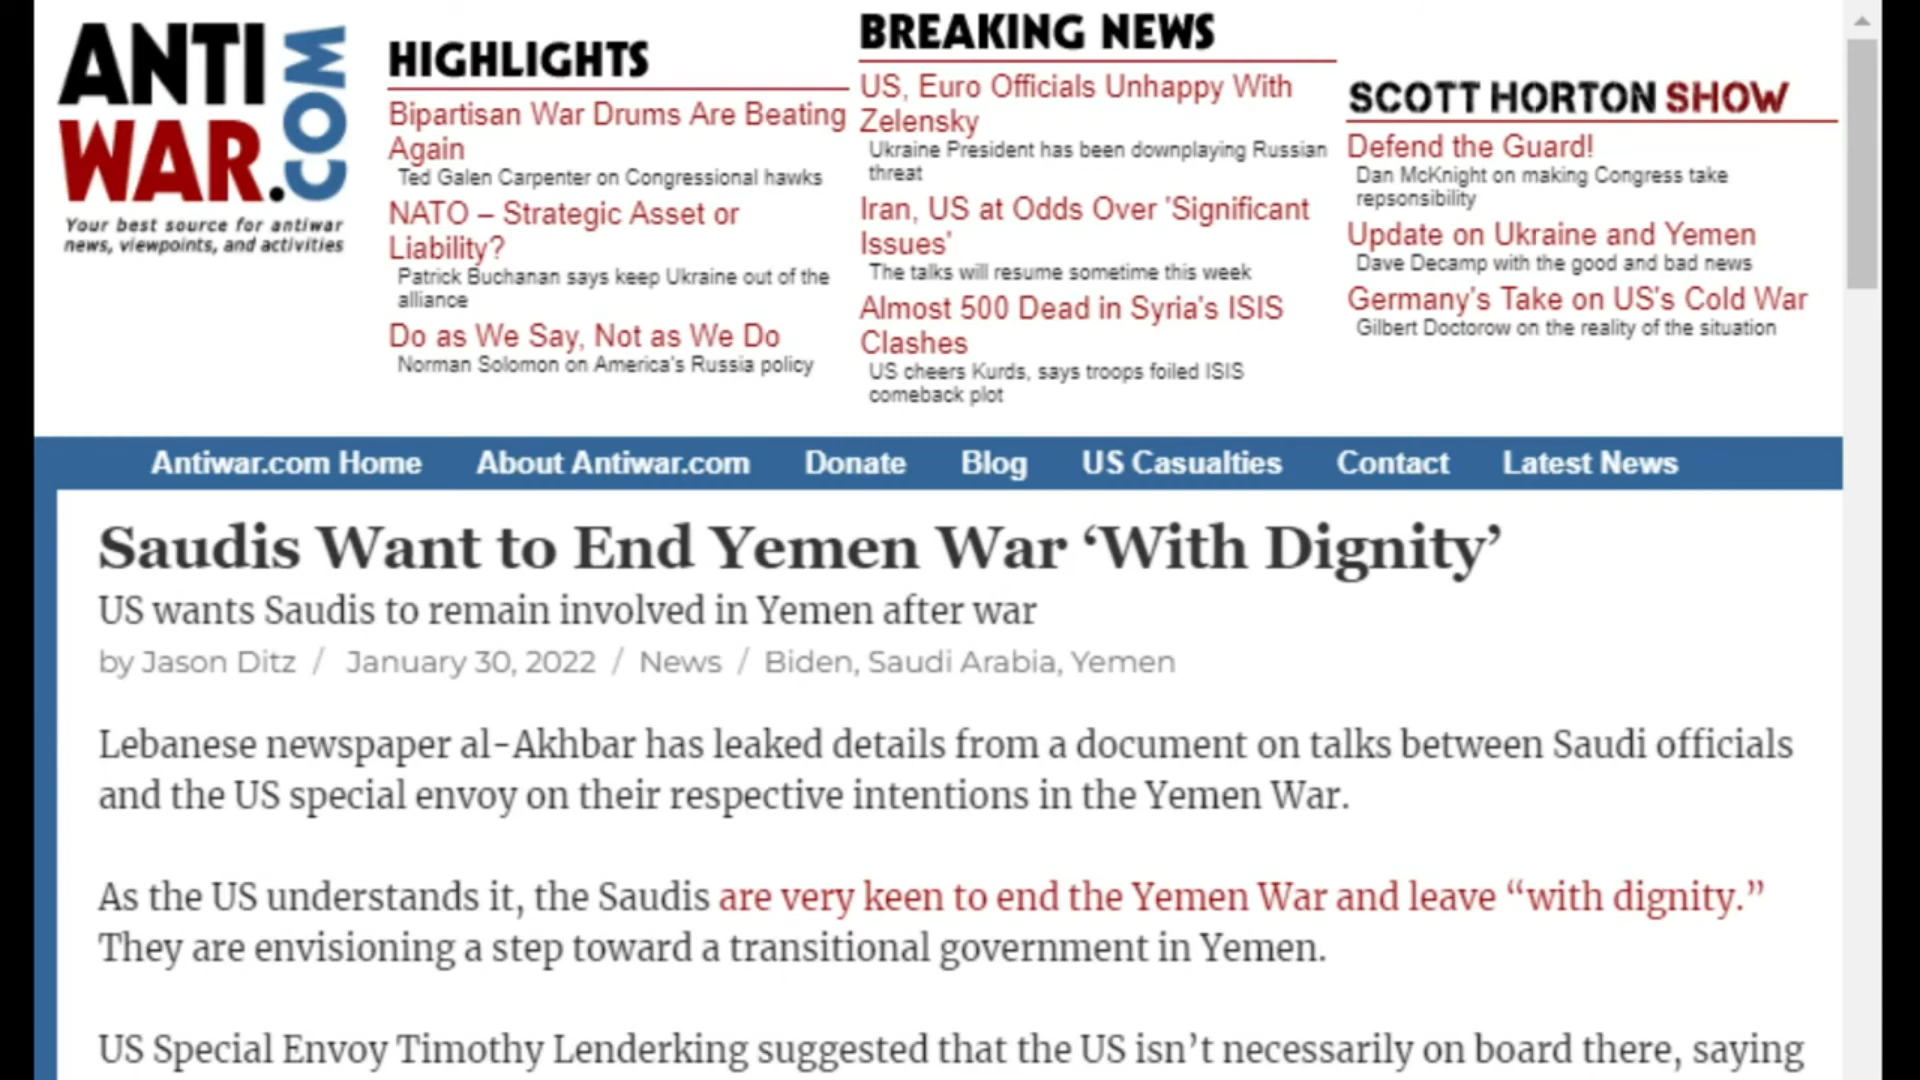 ANTI
WAR.COM
Your best source for antiwar
news, viewpoints, and activities
HIGHLIGHTS
Bipartisan War Drums Are Beating
Again
Ted Galen Carpenter on Congressional hawks
NATO – Strategic Asset or
Liability?
Patrick Buchanan says keep Ukraine out of the
alliance
Do as We Say, Not as We Do
Norman Solomon on America's Russia policy
BREAKING NEWS
US, Euro Officials Unhappy With
Zelensky
Ukraine President has been downplaying Russian
threat
Iran, US at Odds Over 'Significant
Issues'
The talks will resume sometime this week
Almost 500 Dead in Syria's ISIS
Clashes
US cheers Kurds, says troops foiled ISIS
comeback plot
SCOTT HORTON SHOW
Defend the Guard!
Dan McKnight on making Congress take
repsonsibility
Update on Ukraine and Yemen
Dave Decamp with the good and bad news
Germany's Take on US's Cold War
Gilbert Doctorow on the reality of the situation
Antiwar.com Home About Antiwar.com Donate Blog US Casualties Contact Latest News
Saudis Want to End Yemen War ‘With Dignity’
US wants Saudis to remain involved in Yemen after war
by Jason Ditz / January 30, 2022 / News / Biden, Saudi Arabia, Yemen
Lebanese newspaper al-Akhbar has leaked details from a document on talks between Saudi officials
and the US special envoy on their respective intentions in the Yemen War.
As the US understands it, the Saudis are very keen to end the Yemen War and leave “with dignity.”
They are envisioning a step toward a transitional government in Yemen.
US Special Envoy Timothy Lenderking suggested that the US isn’t necessarily on board there, saying